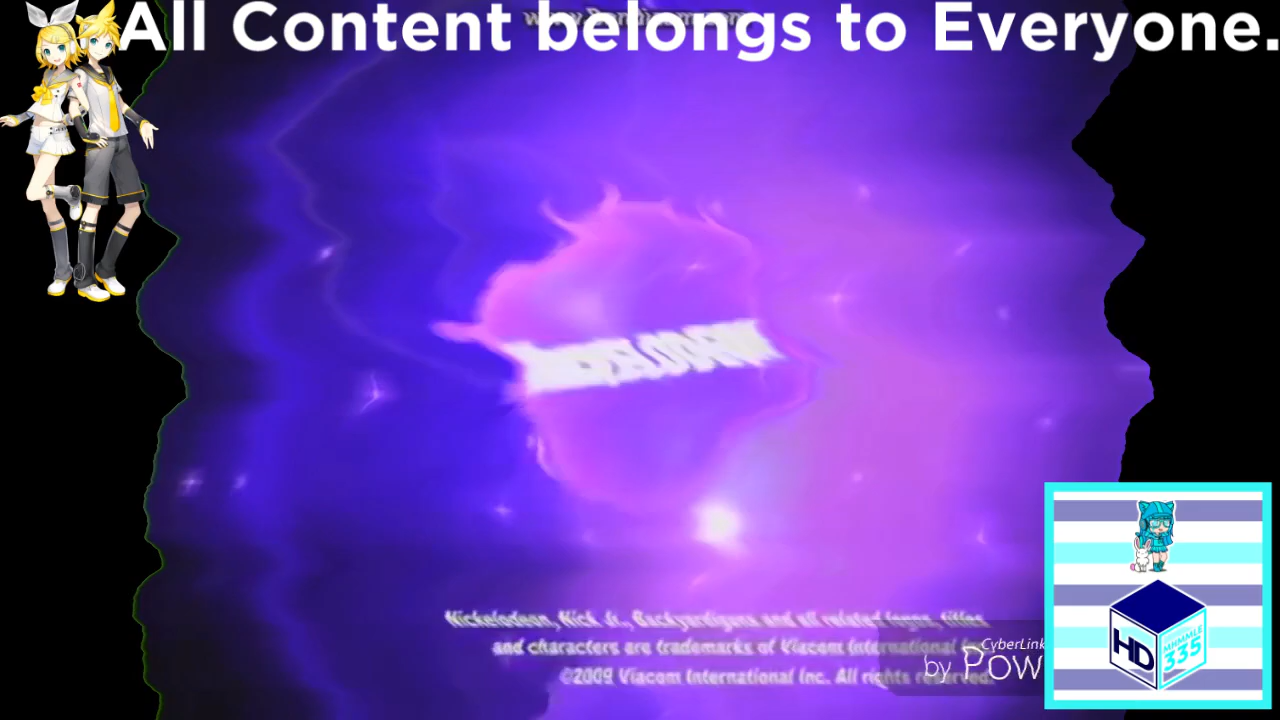 All Content belongs to Everyone.
Nickelodeon, Nick Jr., Backyardigans and all related logos, titles
and characters are trademarks of Viacom International Inc.
©2009 Viacom International Inc. All rights reserved.
CyberLink
by Pow
HD
MHMMLE
335